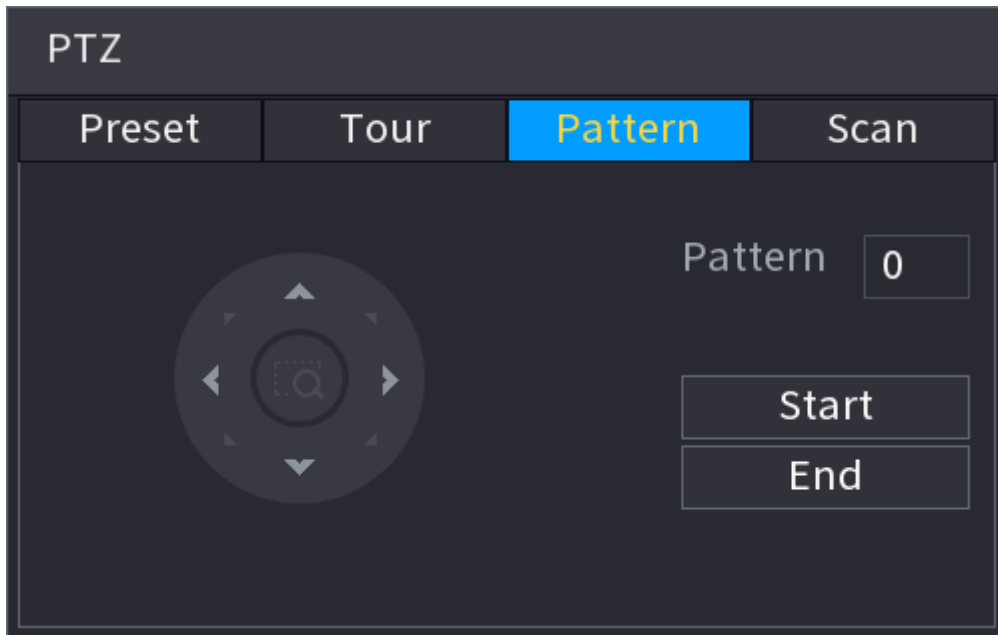 PTZ
Preset Tour Pattern Scan
Pattern 0
Start
End